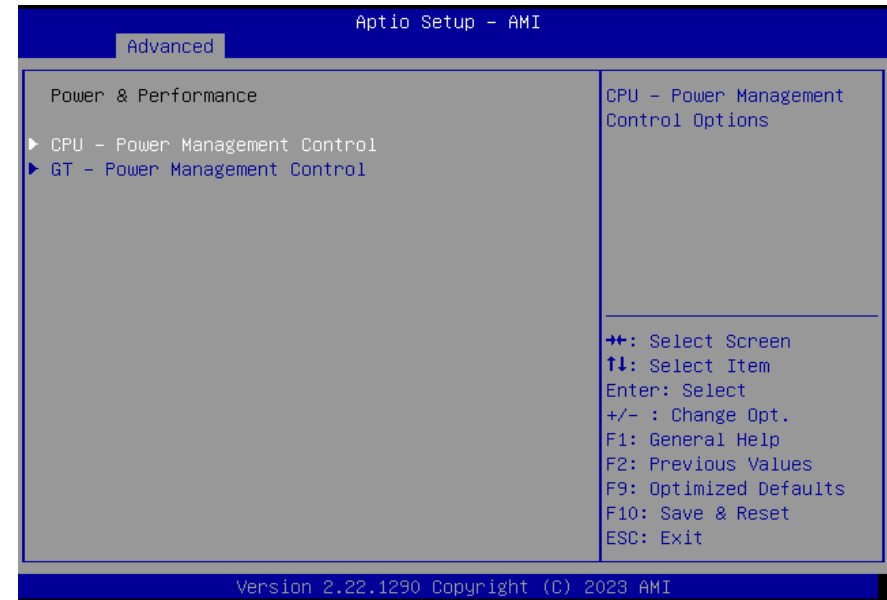 Aptio Setup – AMI
Advanced
Power & Performance
▶ CPU – Power Management Control
▶ GT – Power Management Control
CPU – Power Management
Control Options
→←: Select Screen
↑↓: Select Item
Enter: Select
+/– : Change Opt.
F1: General Help
F2: Previous Values
F9: Optimized Defaults
F10: Save & Reset
ESC: Exit
Version 2.22.1290 Copyright (C) 2023 AMI